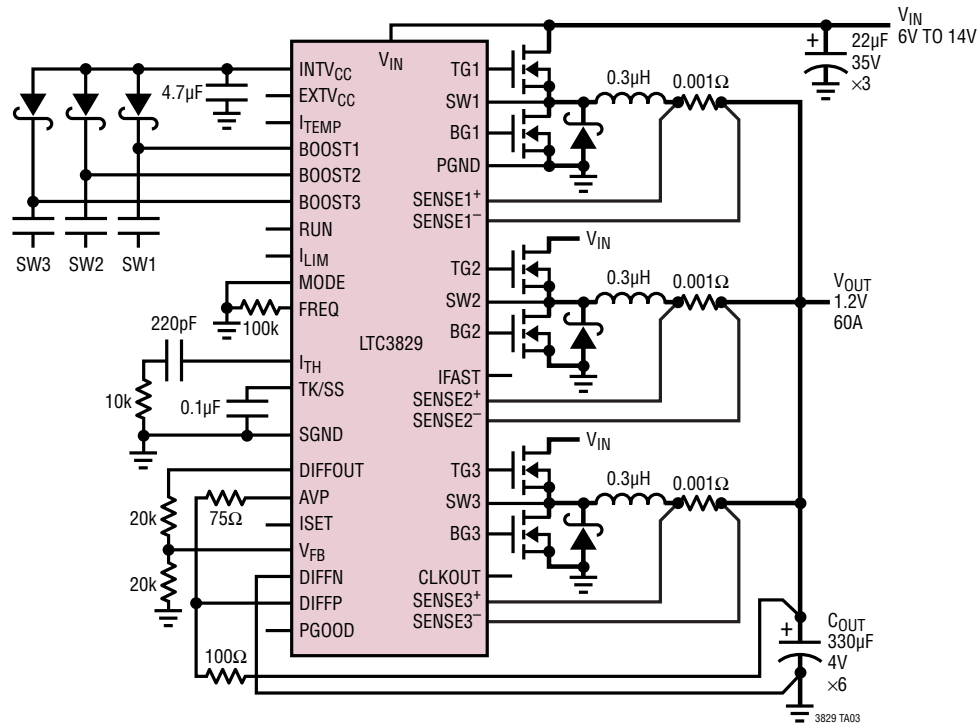 VIN
6V TO 14V
22µF
35V
×3
+
VIN
INTVCC
EXTVCC
ITEMP
BOOST1
BOOST2
BOOST3
RUN
ILIM
MODE
FREQ
ITH
TK/SS
SGND
DIFFOUT
AVP
ISET
VFB
DIFFN
DIFFP
PGOOD
LTC3829
TG1
SW1
BG1
PGND
SENSE1+
SENSE1–
TG2
SW2
BG2
IFAST
SENSE2+
SENSE2–
TG3
SW3
BG3
CLKOUT
SENSE3+
SENSE3–
4.7µF
SW3
SW2
SW1
100k
220pF
10k
0.1µF
20k
75Ω
20k
100Ω
0.3µH
0.001Ω
VIN
0.3µH
0.001Ω
VIN
0.3µH
0.001Ω
VOUT
1.2V
60A
+
COUT
330µF
4V
×6
3829 TA03